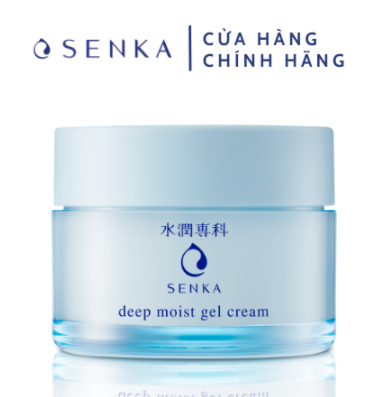 SENKA
CỬA HÀNG
CHÍNH HÃNG
水潤専科
SENKA
deep moist gel cream